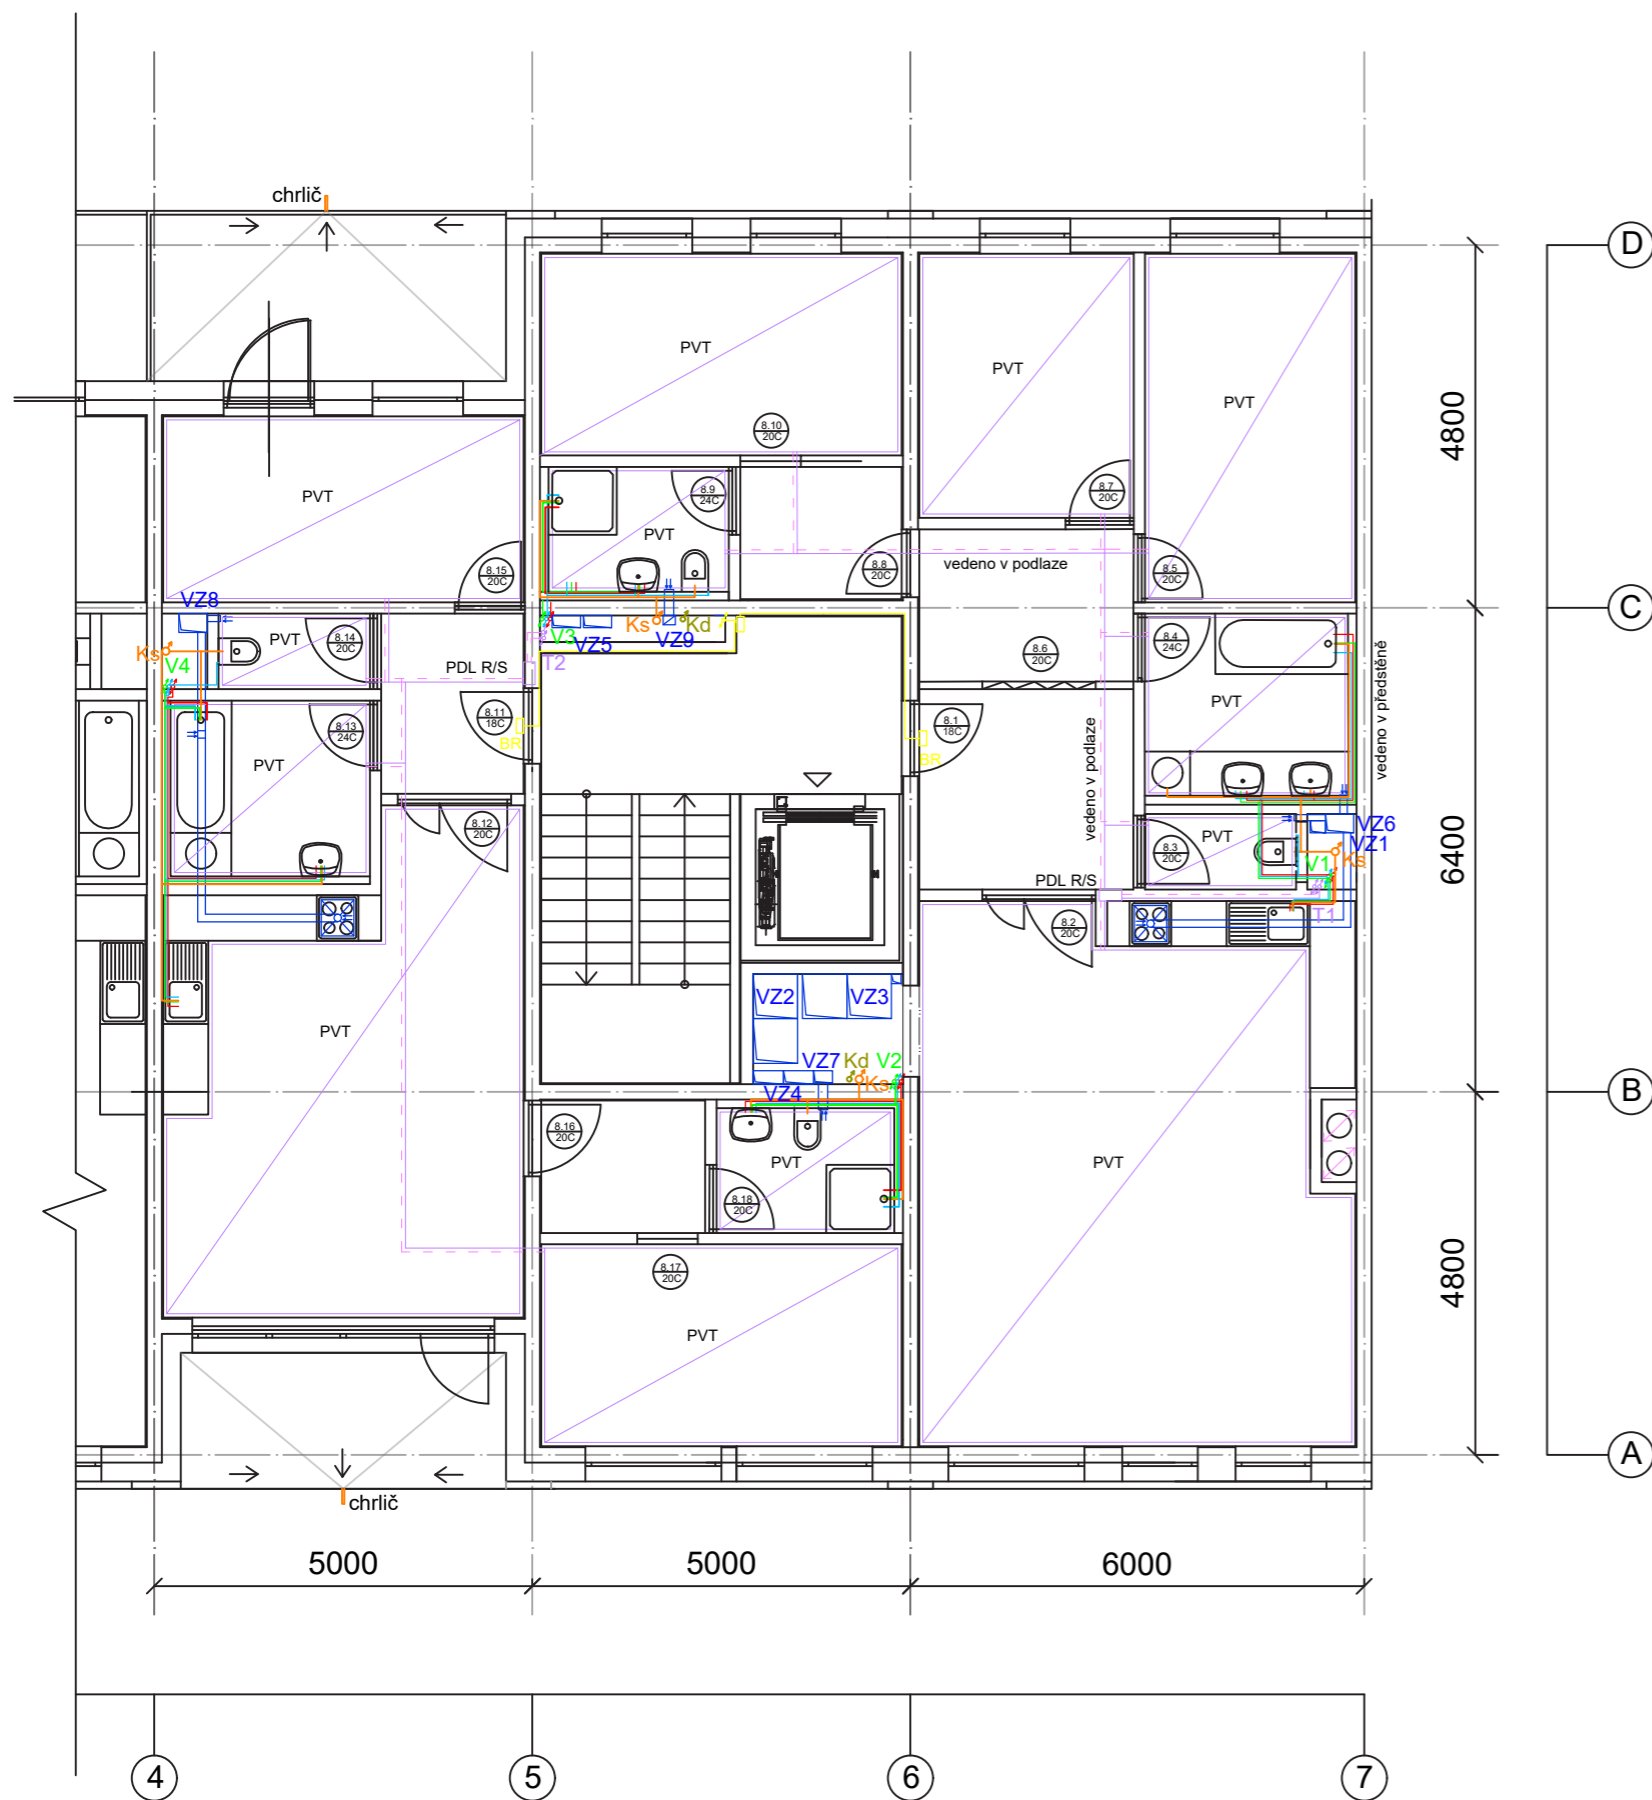 chrlič
D
PVT
PVT
PVT
4800
8.10
20C
PVT
8.7
20C
8.9
24C
PVT
vedeno v podlaze
8.8
20C
8.5
20C
8.15
20C
VZ8
C
PVT
8.14
20C
Ks
V4
PDL R/S
V3
VZ5
T2
Ks
VZ9
Kd
8.6
20C
8.4
24C
PVT
vedeno v předstěně
8.11
18C
BR
8.1
18C
BR
8.13
24C
PVT
vedeno v podlaze
6400
8.12
20C
8.3
20C
PVT
VZ6
VZ1
V1
Ks
T1
PDL R/S
8.2
20C
VZ2
VZ3
PVT
VZ7
Kd
V2
Ks
VZ4
B
8.16
20C
PVT
8.18
20C
PVT
8.17
20C
4800
PVT
A
chrlič
5000
5000
6000
4
5
6
7